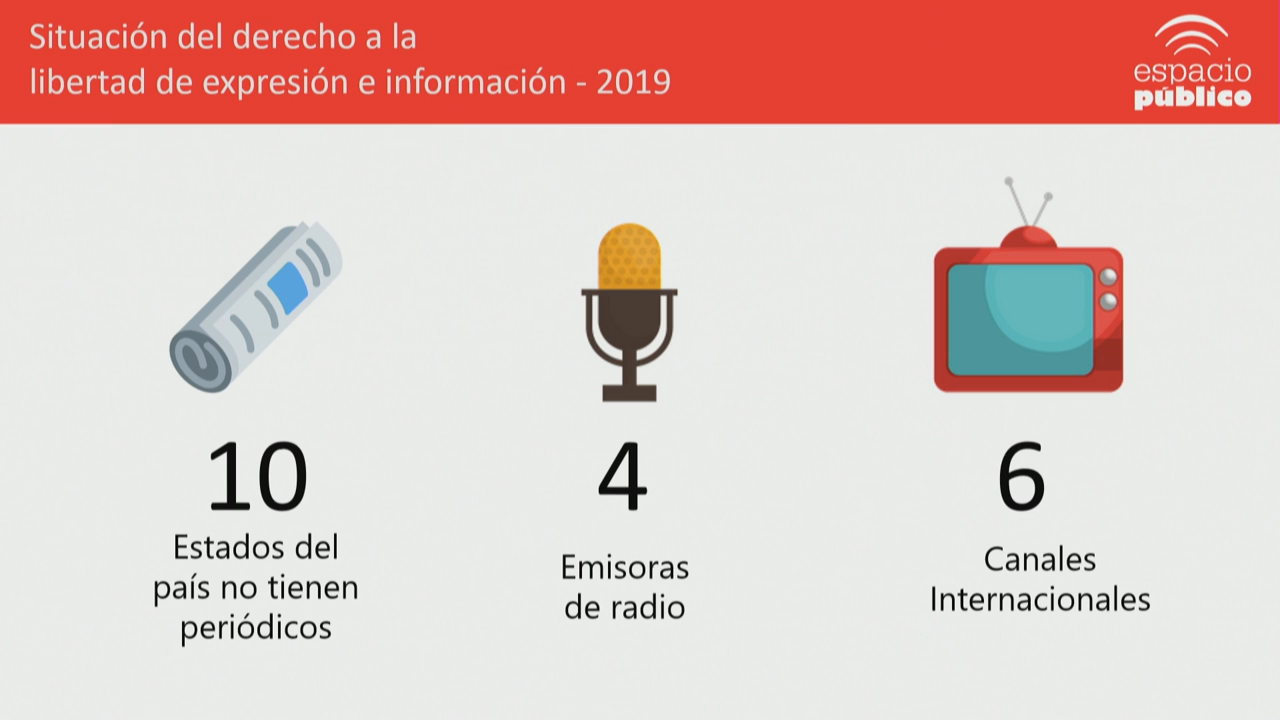 Situación del derecho a la
libertad de expresión e información - 2019
espacio
público
10
Estados del
país no tienen
periódicos
4
Emisoras
de radio
6
Canales
Internacionales